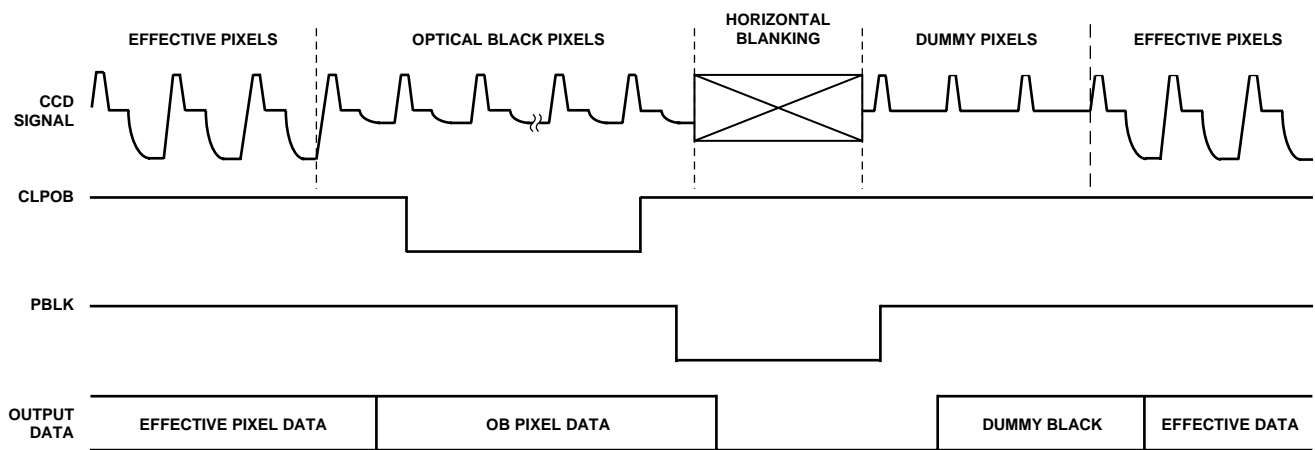 EFFECTIVE PIXELS
OPTICAL BLACK PIXELS
HORIZONTAL
BLANKING
DUMMY PIXELS
EFFECTIVE PIXELS
CCD
SIGNAL
CLPOB
PBLK
OUTPUT
DATA
EFFECTIVE PIXEL DATA
OB PIXEL DATA
DUMMY BLACK
EFFECTIVE DATA